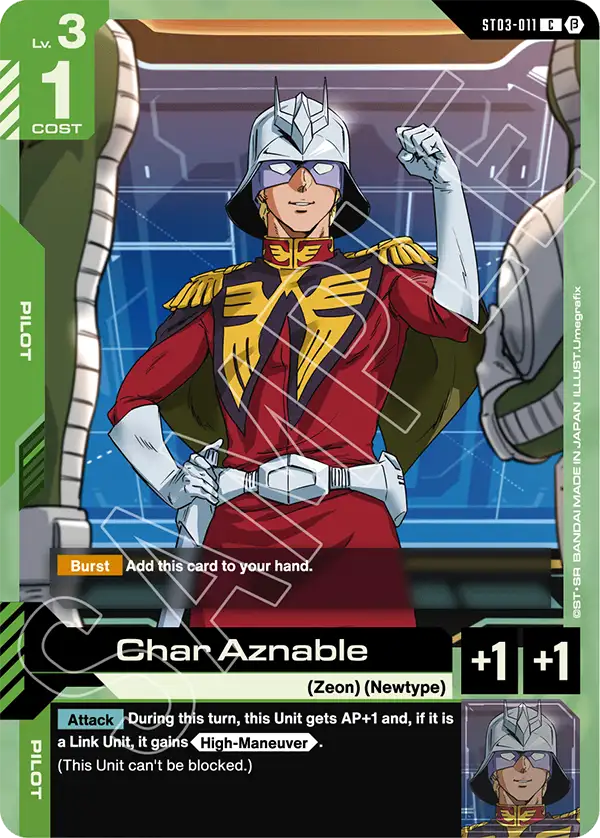 ST03-011 C β
Lv. 3
1
COST
PILOT
SAMPLE
©ST・SR BANDAI MADE IN JAPAN ILLUST.Umegrafix
Burst Add this card to your hand.
Char Aznable
+1 +1
(Zeon) (Newtype)
PILOT
Attack During this turn, this Unit gets AP+1 and, if it is
a Link Unit, it gains High-Maneuver.
(This Unit can't be blocked.)